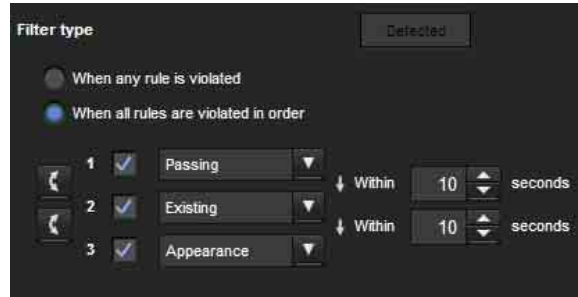 Filter type
Detected
When any rule is violated
When all rules are violated in order
1 Passing
Within 10 seconds
2 Existing
Within 10 seconds
3 Appearance